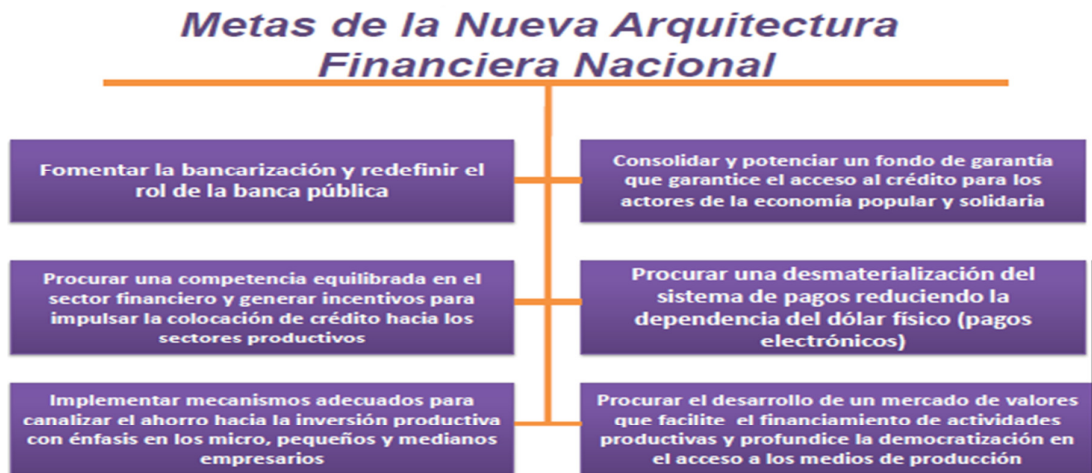 Metas de la Nueva Arquitectura
Financiera Nacional
Fomentar la bancarización y redefinir el
rol de la banca pública
Consolidar y potenciar un fondo de garantía
que garantice el acceso al crédito para los
actores de la economía popular y solidaria
Procurar una competencia equilibrada en el
sector financiero y generar incentivos para
impulsar la colocación de crédito hacia los
sectores productivos
Procurar una desmaterialización del
sistema de pagos reduciendo la
dependencia del dólar físico (pagos
electrónicos)
Implementar mecanismos adecuados para
canalizar el ahorro hacia la inversión productiva
con énfasis en los micro, pequeños y medianos
empresarios
Procurar el desarrollo de un mercado de valores
que facilite el financiamiento de actividades
productivas y profundice la democratización en
el acceso a los medios de producción